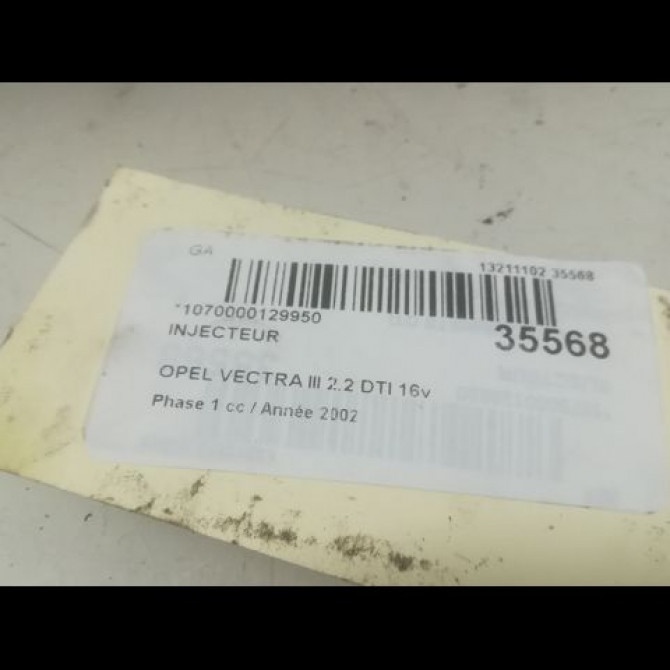 GA
13211102 35568
*1070000129950
35568
INJECTEUR
OPEL VECTRA III 2.2 DTI 16v
Phase 1 cc / Année 2002